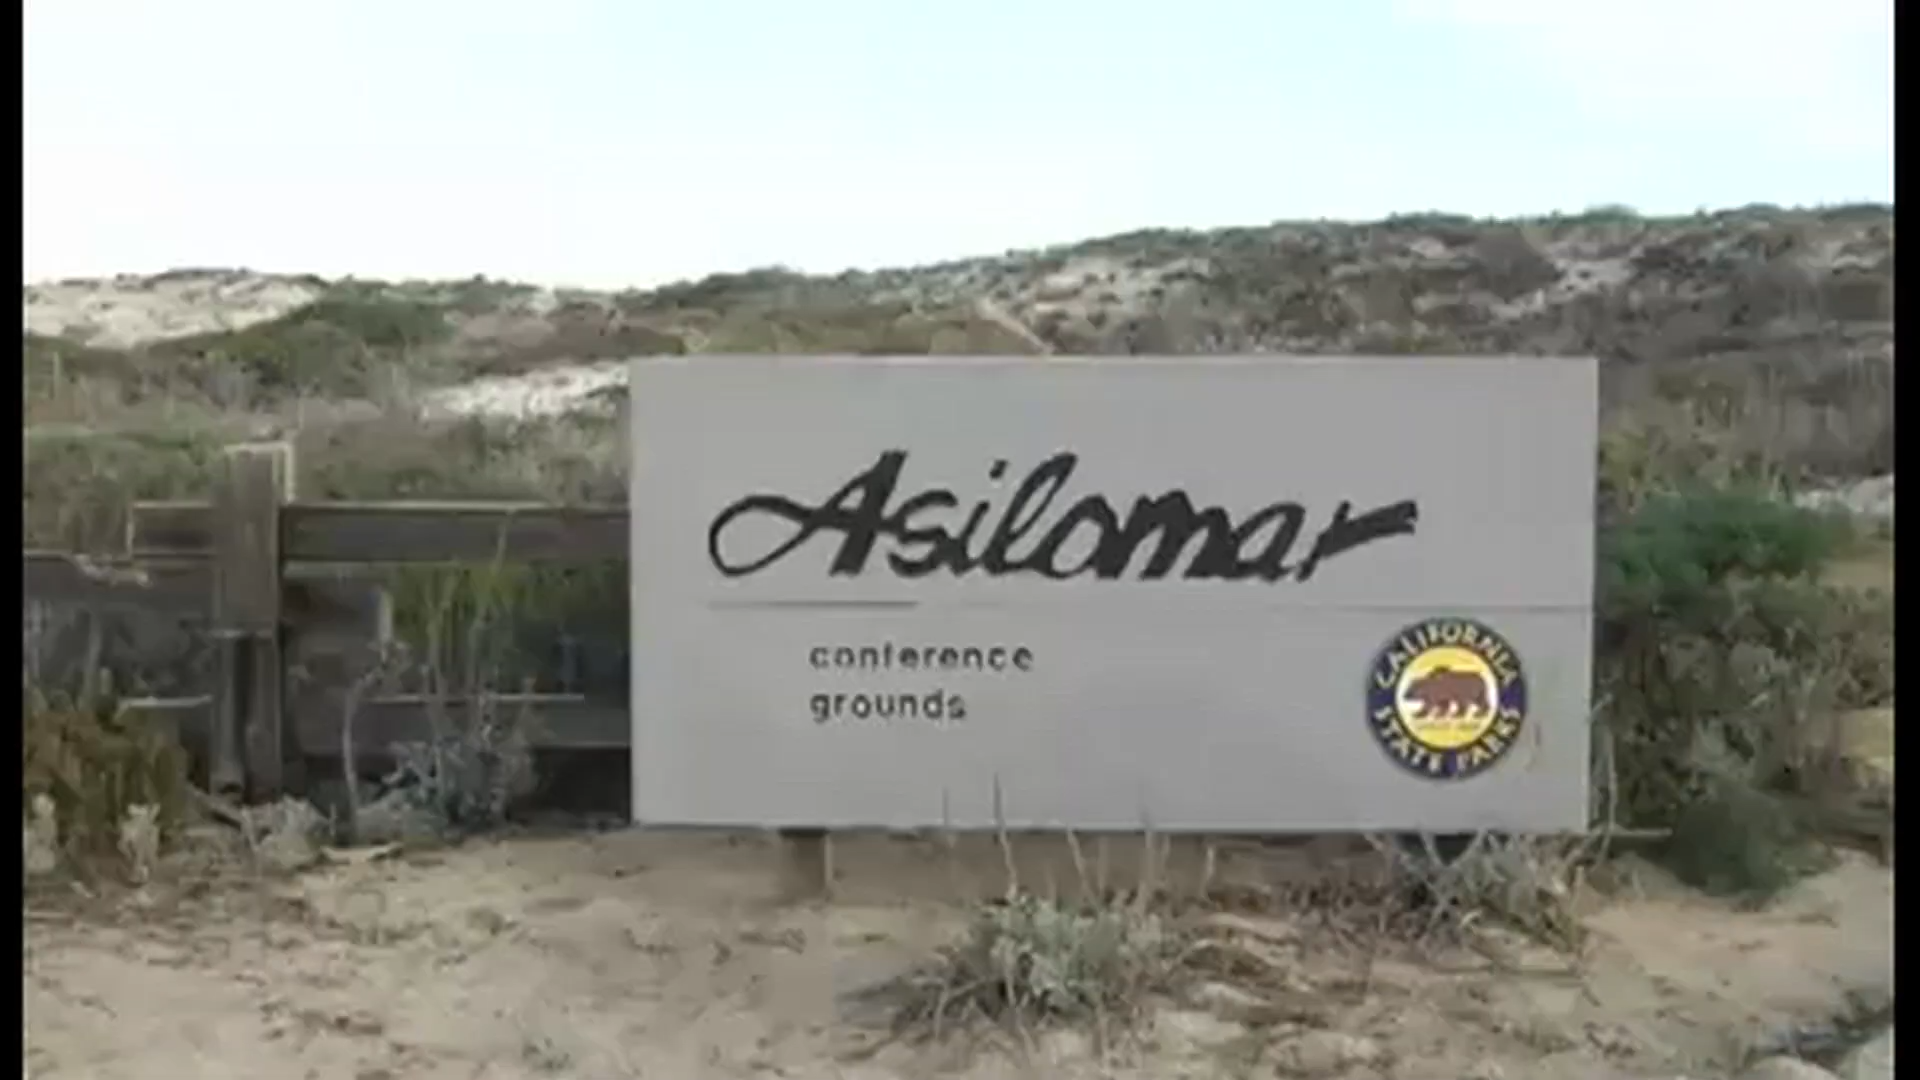 Asilomar
conference
grounds
CALIFORNIA
STATE PARKS